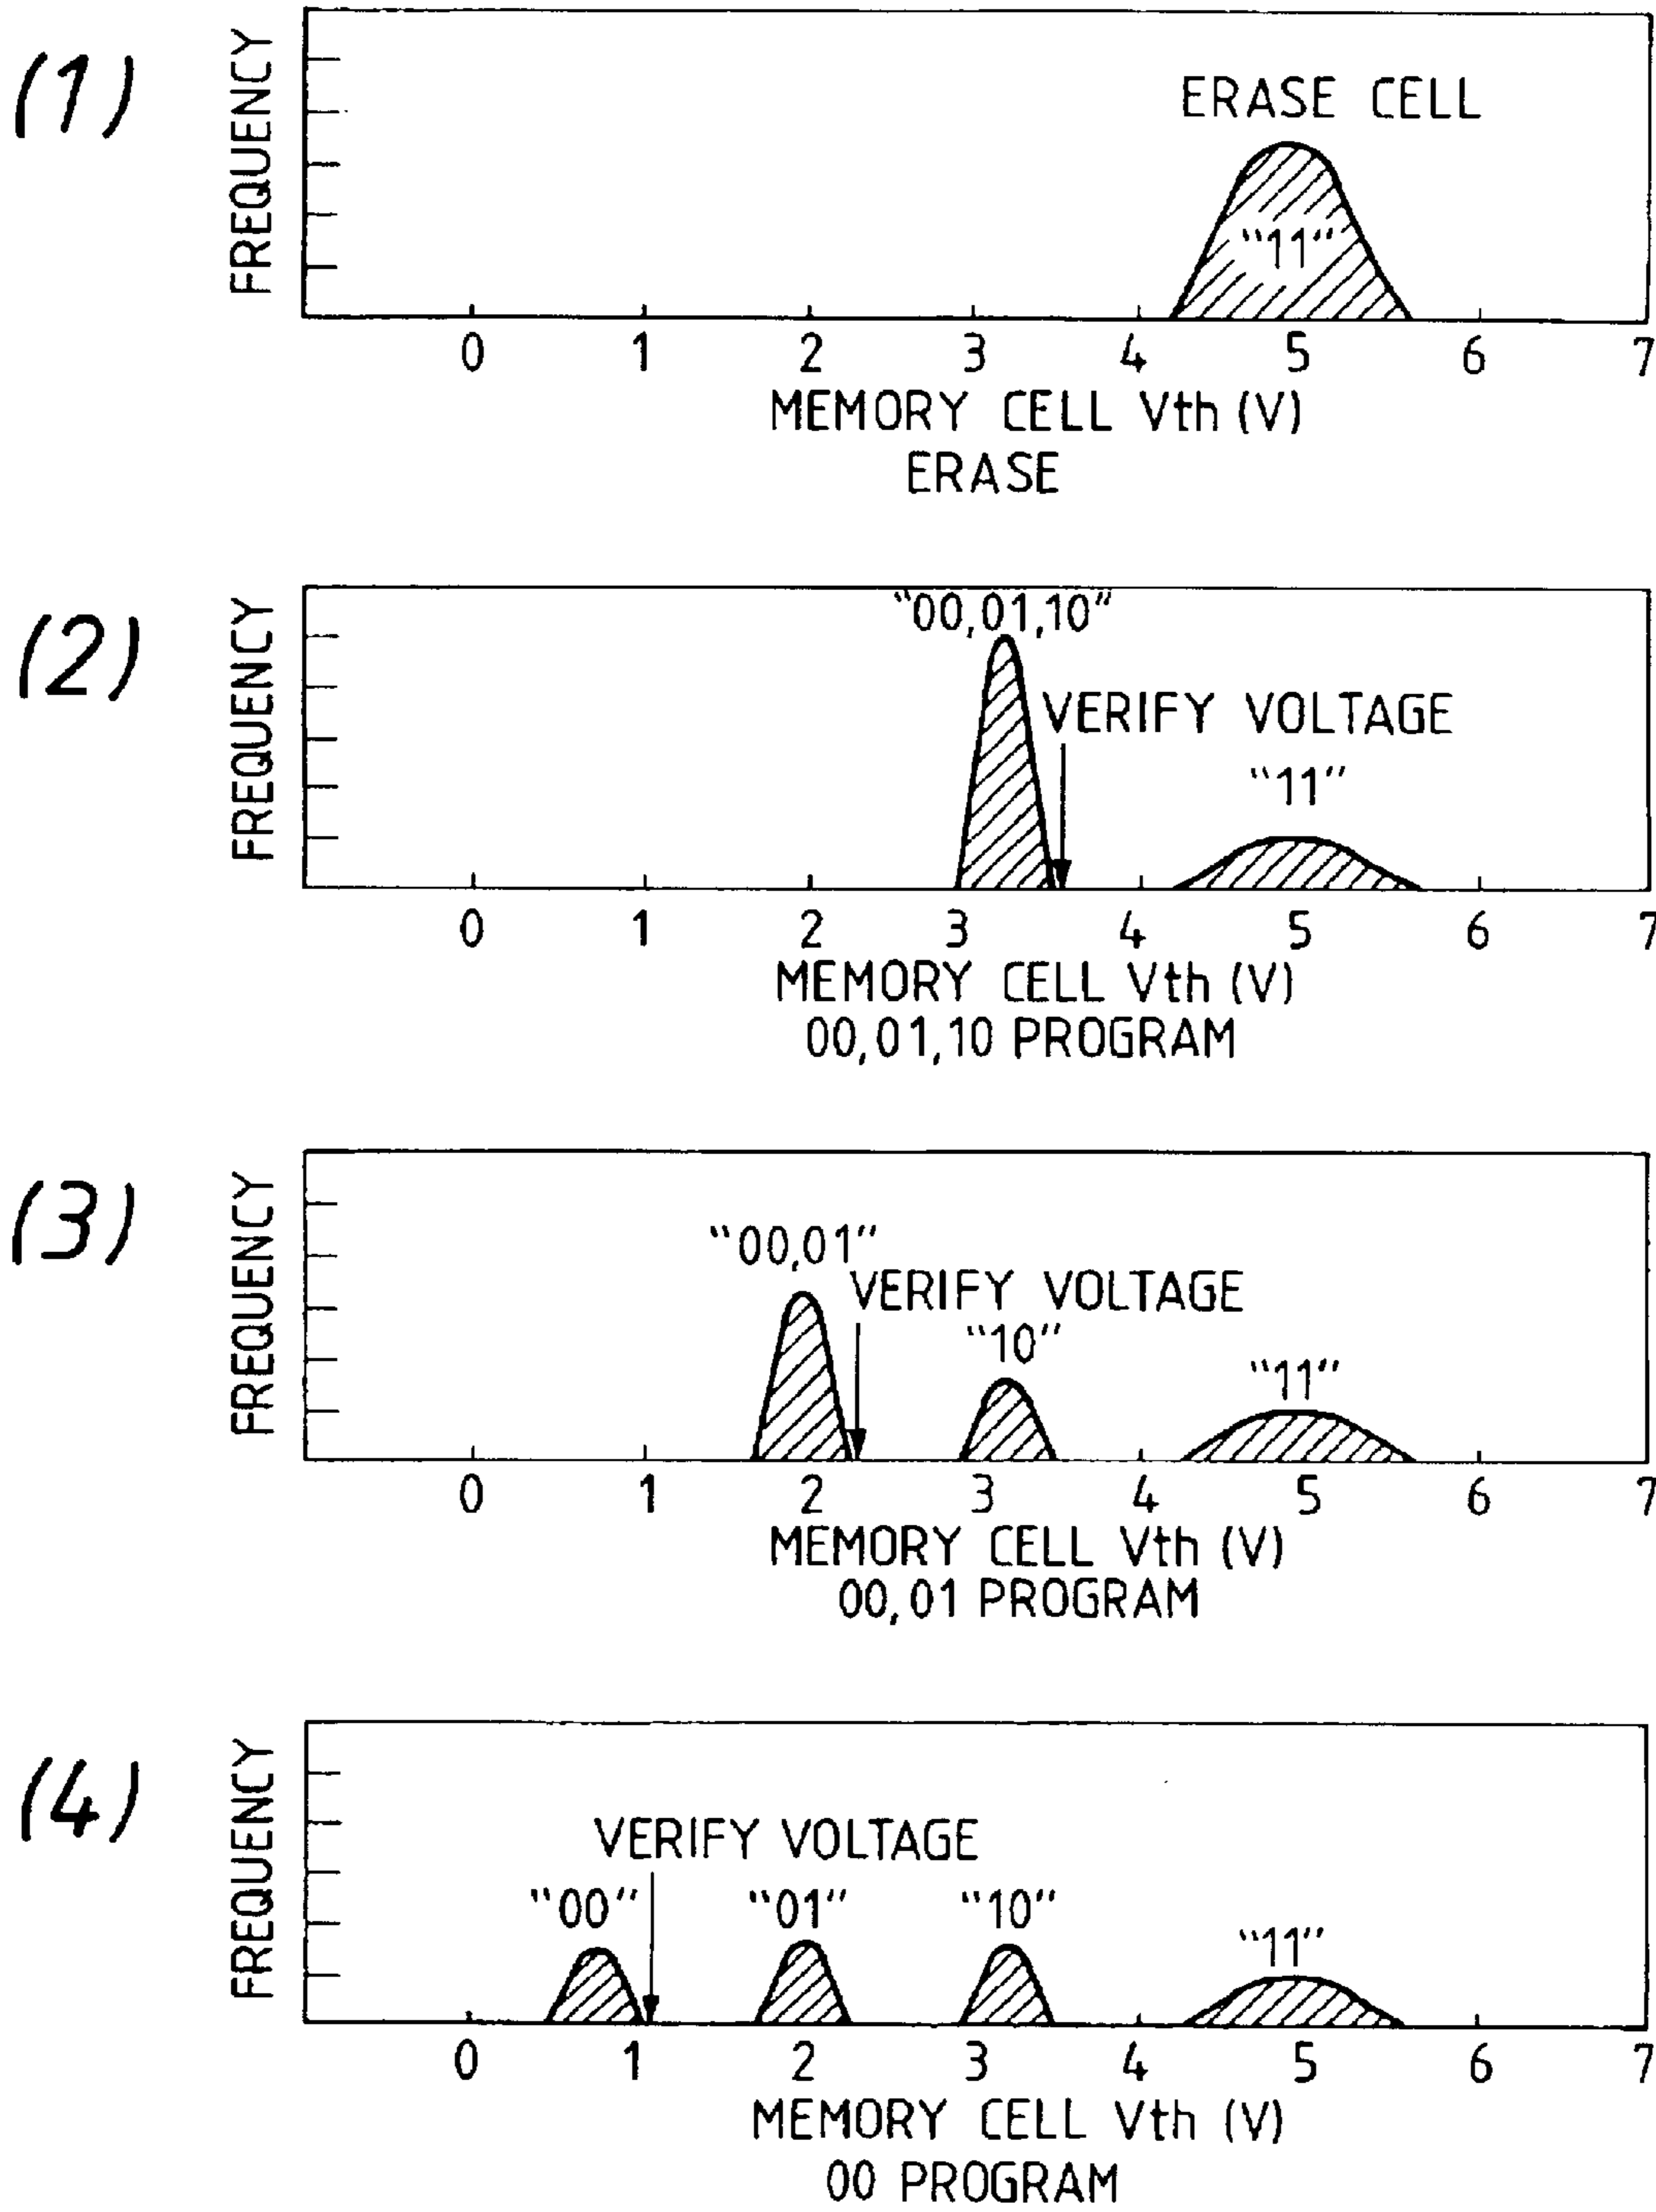 (1)
FREQUENCY
ERASE CELL
"11"
0 1 2 3 4 5 6 7
MEMORY CELL Vth (V)
ERASE
(2)
FREQUENCY
"00,01,10"
VERIFY VOLTAGE
"11"
0 1 2 3 4 5 6 7
MEMORY CELL Vth (V)
00,01,10 PROGRAM
(3)
FREQUENCY
"00,01"
VERIFY VOLTAGE
"10"
"11"
0 1 2 3 4 5 6 7
MEMORY CELL Vth (V)
00,01 PROGRAM
(4)
FREQUENCY
VERIFY VOLTAGE
"00" "01" "10" "11"
0 1 2 3 4 5 6 7
MEMORY CELL Vth (V)
00 PROGRAM